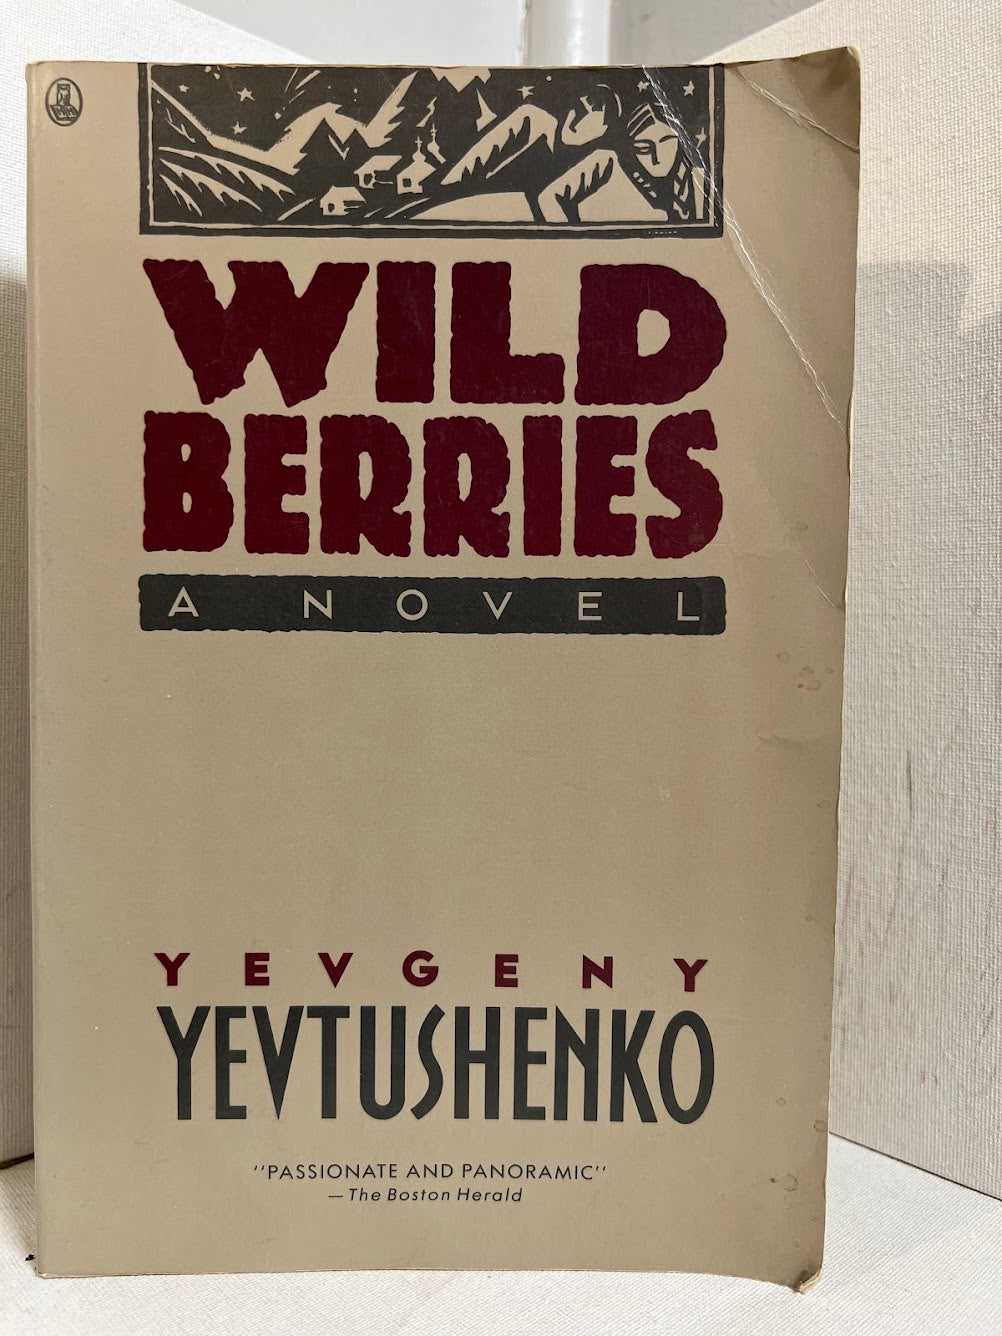 WILD
BERRIES
A NOVEL
YEVGENY
YEVTUSHENKO
"PASSIONATE AND PANORAMIC"
—The Boston Herald